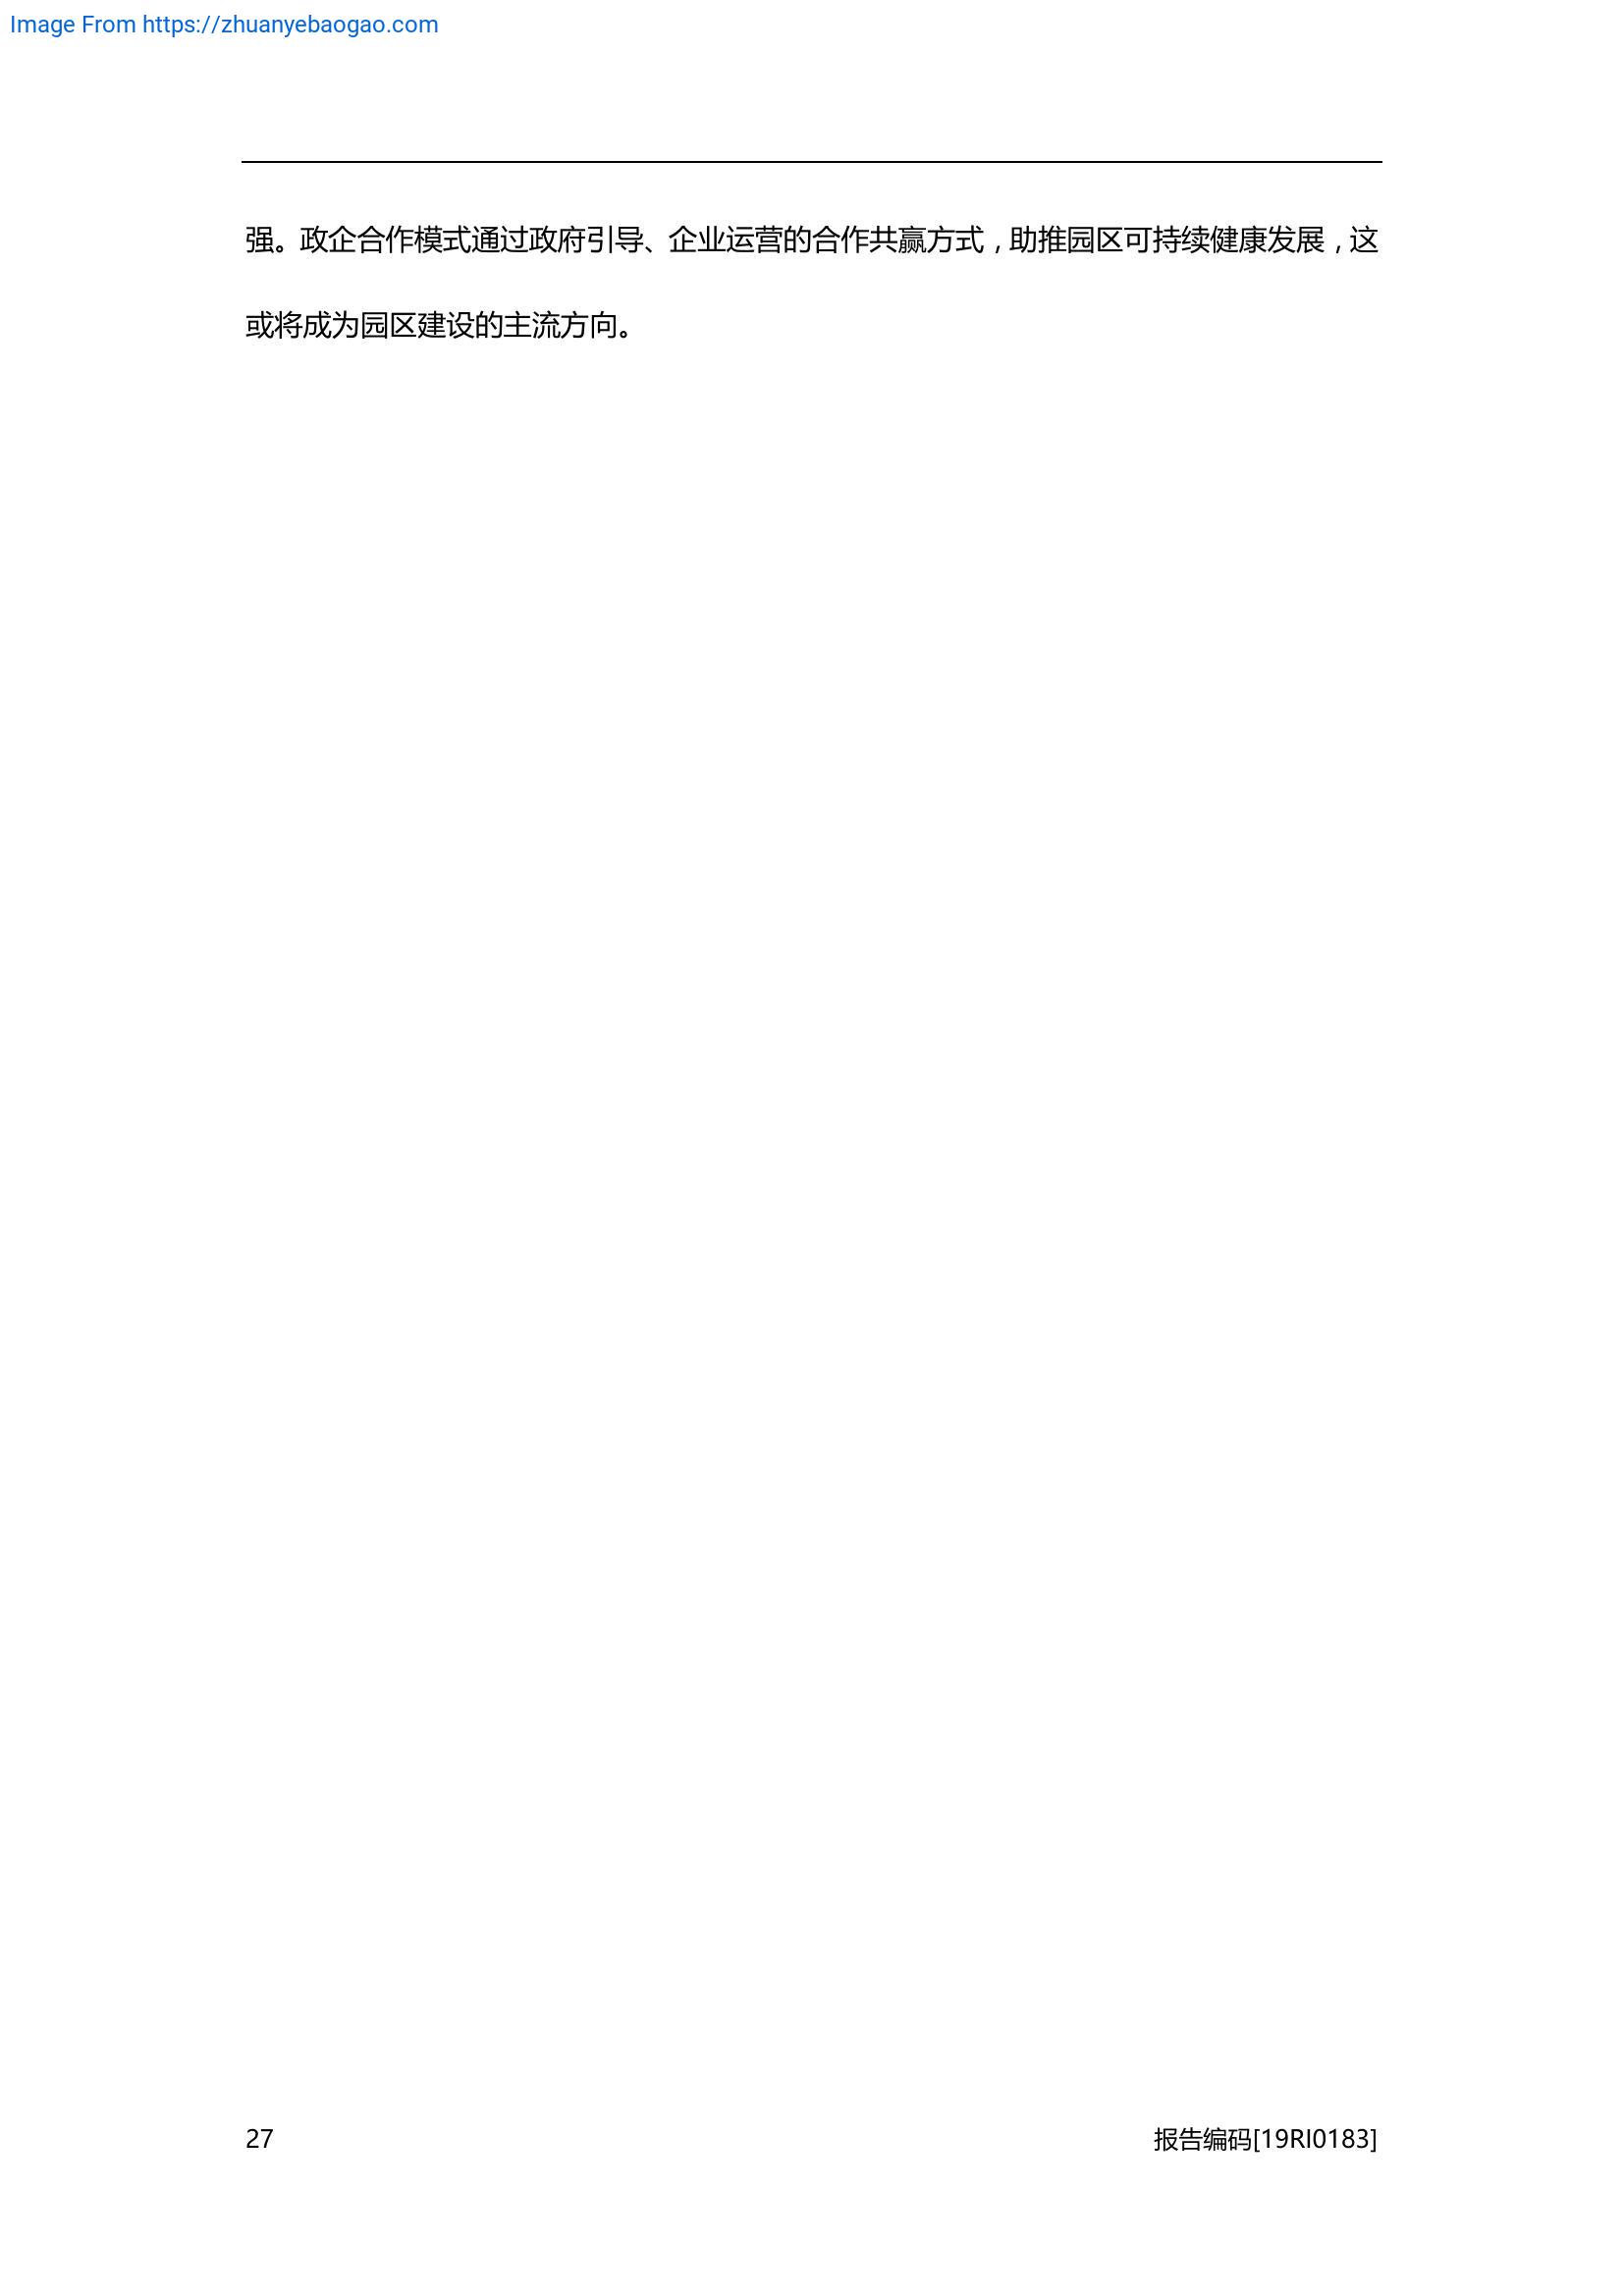 Image From https://zhuanyebaogao.com
强。政企合作模式通过政府引导、企业运营的合作共赢方式，助推园区可持续健康发展，这
或将成为园区建设的主流方向。
27 报告编码[19RI0183]